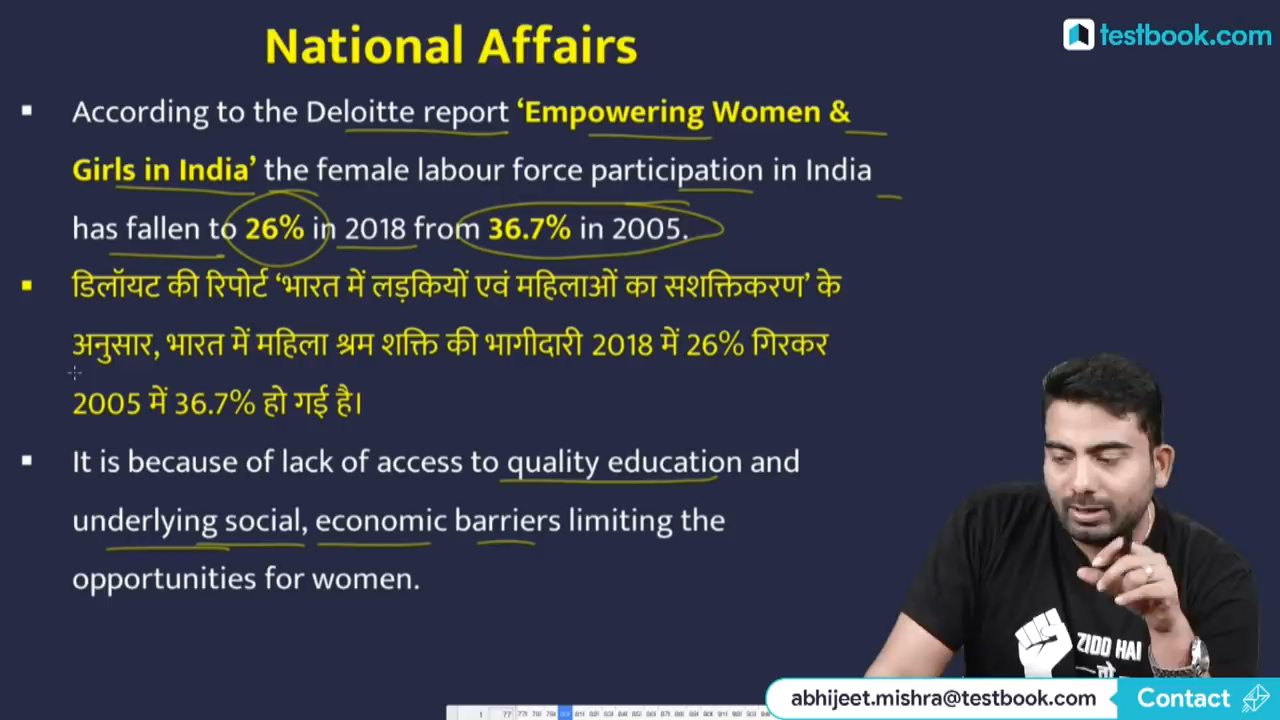 National Affairs
testbook.com
▪ According to the Deloitte report ‘Empowering Women &
Girls in India’ the female labour force participation in India
has fallen to 26% in 2018 from 36.7% in 2005.
▪ डिलॉयट की रिपोर्ट ‘भारत में लड़कियों एवं महिलाओं का सशक्तिकरण’ के
अनुसार, भारत में महिला श्रम शक्ति की भागीदारी 2018 में 26% गिरकर
2005 में 36.7% हो गई है।
▪ It is because of lack of access to quality education and
underlying social, economic barriers limiting the
opportunities for women.
ZIDD HAI
तो
abhijeet.mishra@testbook.com Contact